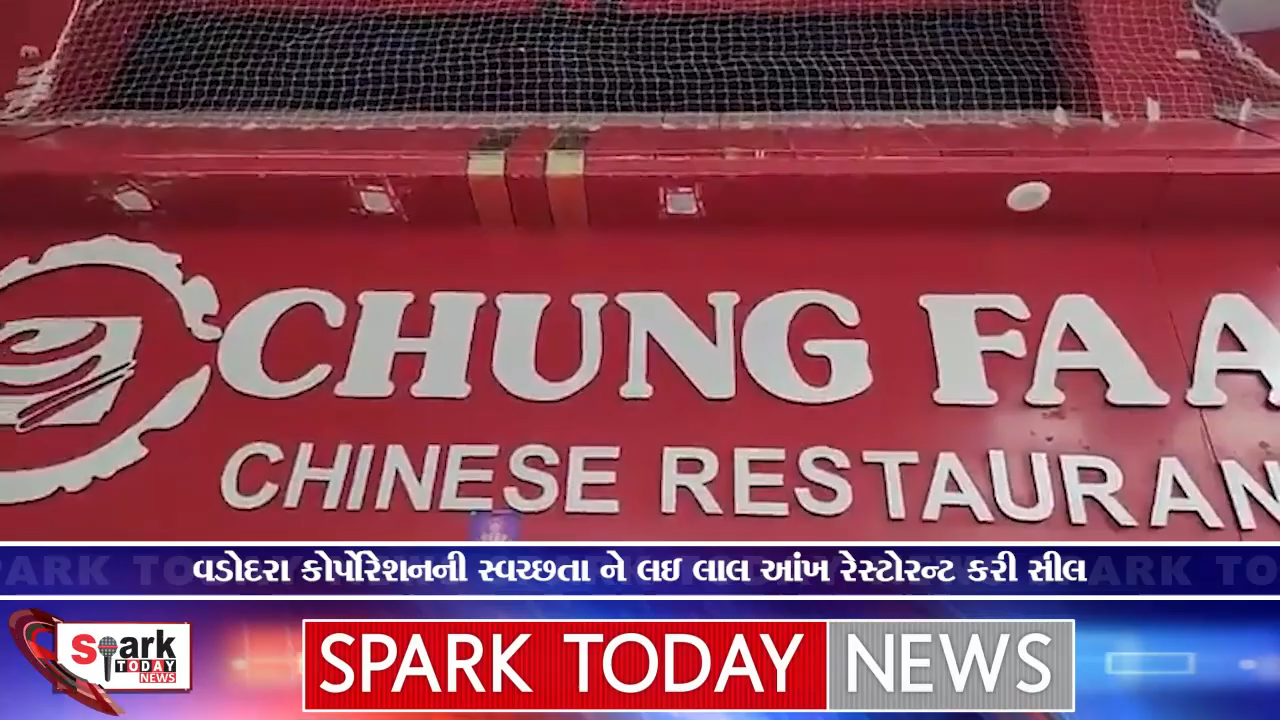 CHUNG FA
CHINESE RESTAURAN
વડોદરા કોર્પોરેશનની સ્વચ્છતા ને લઇ લાલ આંખ રેસ્ટોરન્ટ કરી સીલ
Spark
TODAY
NEWS
SPARK TODAY NEWS